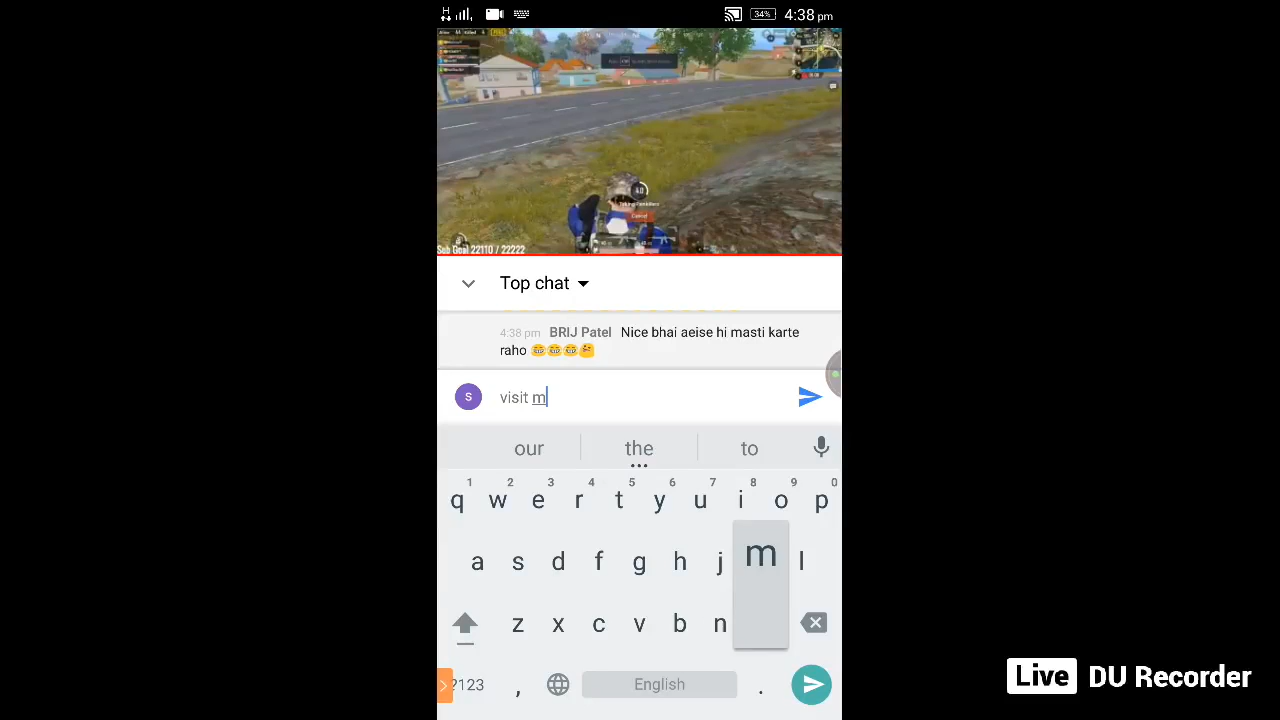 34%
4:38 pm
Cancel
Sub Goal 22110 / 22222
Top chat
4:38 pm BRIJ Patel Nice bhai aeise hi masti karte
raho 😂😂😂
S
visit m
our the to
1 2 3 4 5 6 7 8 9 0
q w e r t y u i o p
a s d f g h j m l
z x c v b n
?123 , English .
Live DU Recorder